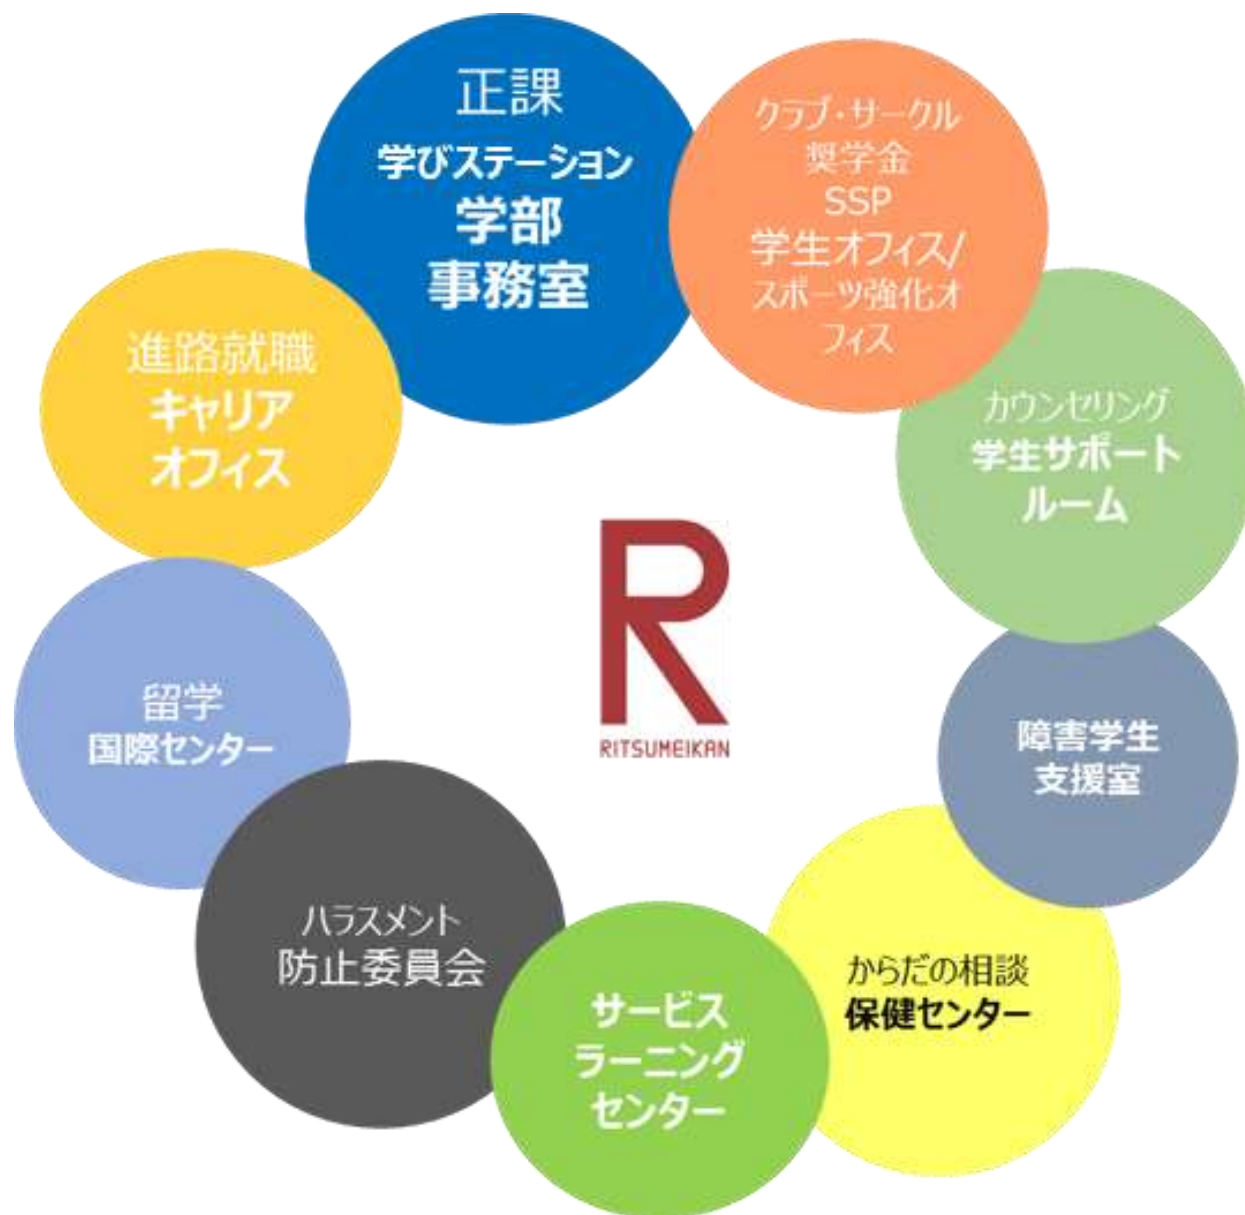 正課
学びステーション
学部
事務室
クラブ・サークル
奨学金
SSP
学生オフィス/
スポーツ強化オ
フィス
カウンセリング
学生サポート
ルーム
障害学生
支援室
からだの相談
保健センター
サービス
ラーニング
センター
ハラスメント
防止委員会
留学
国際センター
進路就職
キャリア
オフィス
R
RITSUMEIKAN